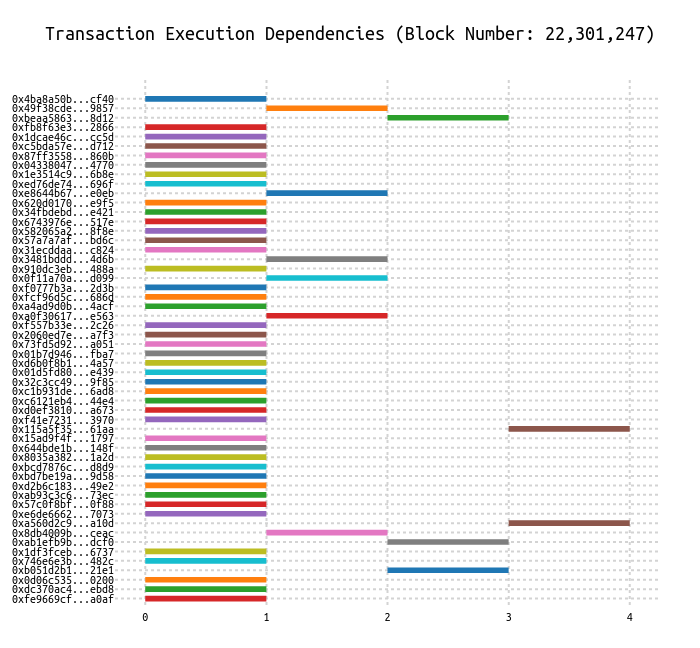 Transaction Execution Dependencies (Block Number: 22,301,247)
0x4ba8a50b...cf40
0x49f38cde...9857
0xbeaa5863...8d12
0xfb8f63e3...2866
0x1dcae46c...cc5d
0xc5bda57e...d712
0x87ff3558...860b
0x04338047...4770
0x1e3514c9...6b8e
0xed76de74...696f
0xe8644b67...e0eb
0x620d0170...e9f5
0x34fbdebd...e421
0x6743976e...517e
0x582065a2...8f8e
0x57a7a7af...bd6c
0x31ecddaa...c824
0x3481bddd...4d6b
0x910dc3eb...488a
0x0f11a70a...d099
0xf0777b3a...2d3b
0xfcf96d5c...686d
0xa4ad9d0b...4acf
0xa0f30617...e563
0xf557b33e...2c26
0x2060ed7e...a7f3
0x73fd5d92...a051
0x01b7d946...fba7
0xd6b0f8b1...4a57
0x01d5fd80...e439
0x32c3cc49...9f85
0xc1b931de...6ad8
0xc6121eb4...44e4
0xd0ef3810...a673
0xf41e7231...3970
0x115a5f35...61aa
0x15ad9f4f...1797
0x644bde1b...148f
0x8035a382...1a2d
0xbcd7876c...d8d9
0xbd7be19a...9d58
0xd2b6c183...49e2
0xab93c3c6...73ec
0x57c0f8bf...0f88
0xe6de6662...7073
0xa560d2c9...a10d
0x8db4009b...ceac
0xab1efb9b...dcf0
0x1df3fceb...6737
0x746e6e3b...482c
0xb051d2b1...21e1
0x0d06c535...0200
0xdc370ac4...ebd8
0xfe9669cf...a0af
0 1 2 3 4